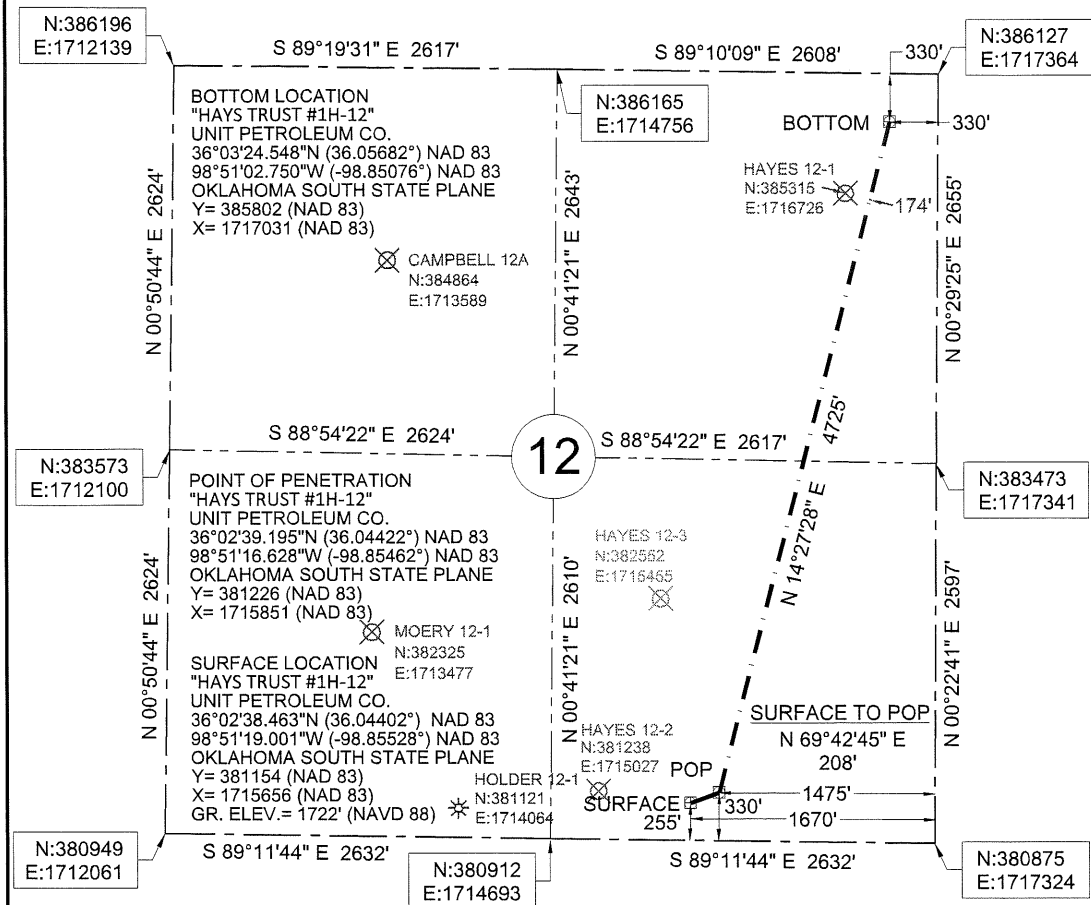 N:386196
E:1712139
S 89°19'31" E 2617'
S 89°10'09" E 2608'
330'
N:386127
E:1717364
N:386165
E:1714756
BOTTOM LOCATION
"HAYS TRUST #1H-12"
UNIT PETROLEUM CO.
36°03'24.548"N (36.05682°) NAD 83
98°51'02.750"W (-98.85076°) NAD 83
OKLAHOMA SOUTH STATE PLANE
Y= 385802 (NAD 83)
X= 1717031 (NAD 83)
BOTTOM
330'
HAYES 12-1
N:385315
E:1716726
174'
CAMPBELL 12A
N:384864
E:1713589
N 00°50'44" E 2624'
N 00°41'21" E 2643'
N 00°29'25" E 2655'
S 88°54'22" E 2624'
12
S 88°54'22" E 2617'
N:383573
E:1712100
N:383473
E:1717341
N 14°27'28" E 4725'
POINT OF PENETRATION
"HAYS TRUST #1H-12"
UNIT PETROLEUM CO.
36°02'39.195"N (36.04422°) NAD 83
98°51'16.628"W (-98.85462°) NAD 83
OKLAHOMA SOUTH STATE PLANE
Y= 381226 (NAD 83)
X= 1715851 (NAD 83)
HAYES 12-3
N:382552
E:1715455
MOERY 12-1
N:382325
E:1713477
N 00°50'44" E 2624'
N 00°41'21" E 2610'
N 00°22'41" E 2597'
SURFACE LOCATION
"HAYS TRUST #1H-12"
UNIT PETROLEUM CO.
36°02'38.463"N (36.04402°) NAD 83
98°51'19.001"W (-98.85528°) NAD 83
OKLAHOMA SOUTH STATE PLANE
Y= 381154 (NAD 83)
X= 1715656 (NAD 83)
GR. ELEV.= 1722' (NAVD 88)
HOLDER 12-1
N:381121
E:1714064
HAYES 12-2
N:381238
E:1715027
SURFACE TO POP
N 69°42'45" E
208'
POP
SURFACE
330'
1475'
255'
1670'
N:380949
E:1712061
S 89°11'44" E 2632'
N:380912
E:1714693
S 89°11'44" E 2632'
N:380875
E:1717324